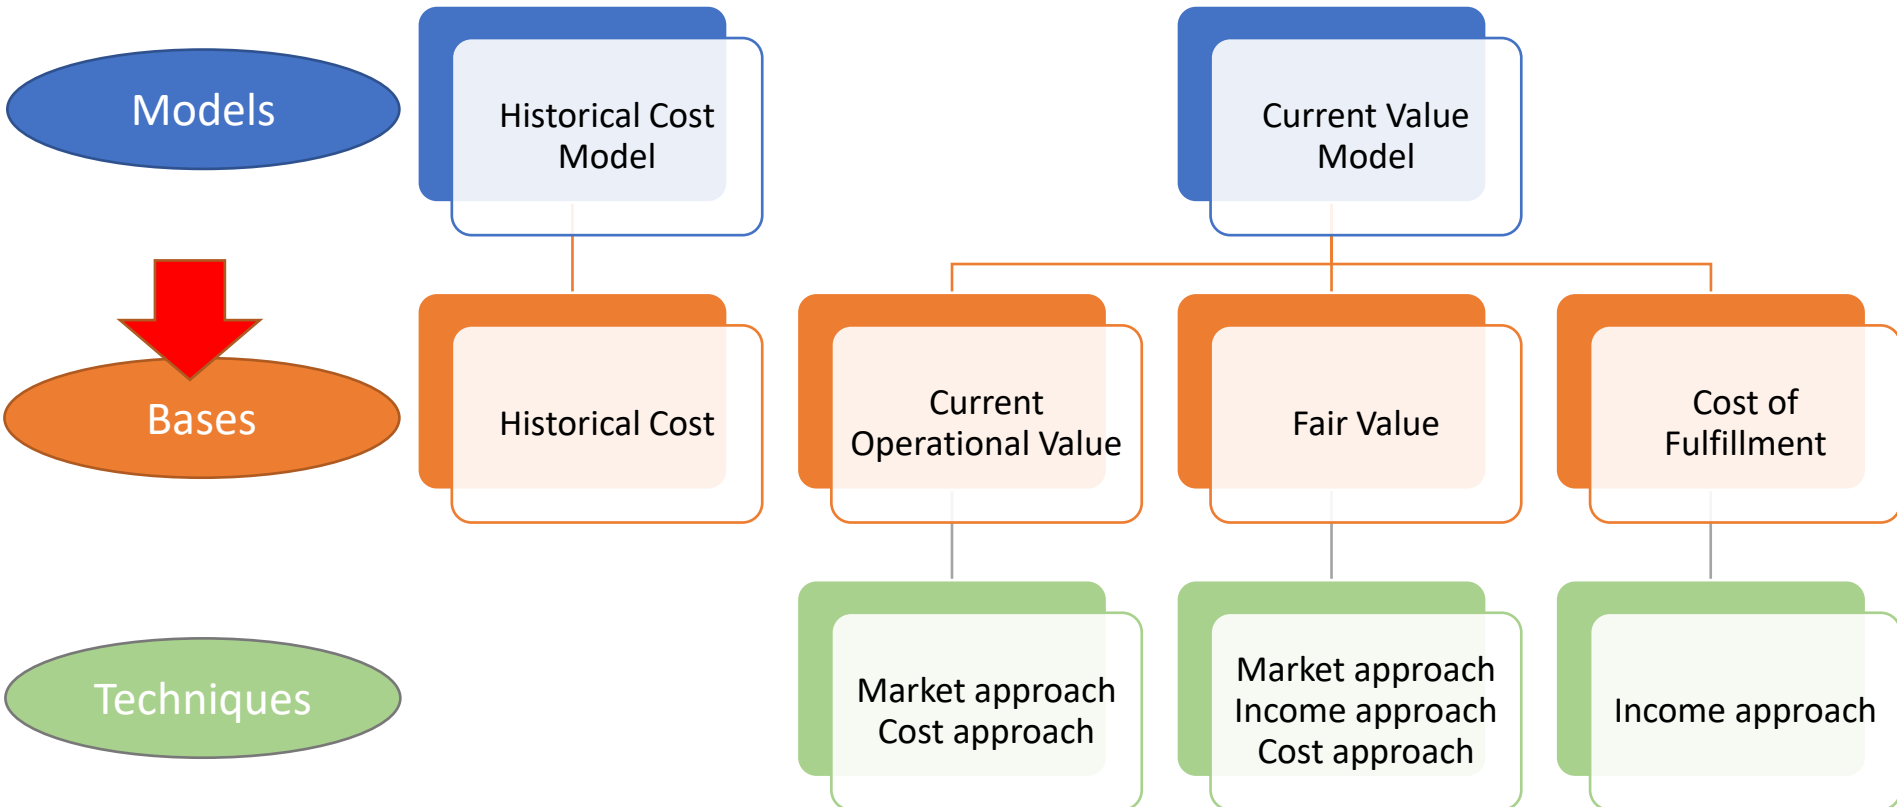 Models
Historical Cost
Model
Current Value
Model
Bases
Historical Cost
Current
Operational Value
Fair Value
Cost of
Fulfillment
Techniques
Market approach
Cost approach
Market approach
Income approach
Cost approach
Income approach